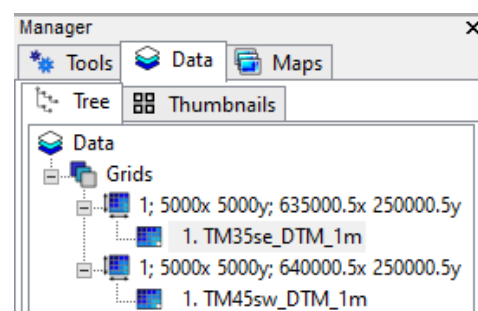 Manager
Tools Data Maps
Tree Thumbnails
Data
Grids
1; 5000x 5000y; 635000.5x 250000.5y
1. TM35se_DTM_1m
1; 5000x 5000y; 640000.5x 250000.5y
1. TM45sw_DTM_1m